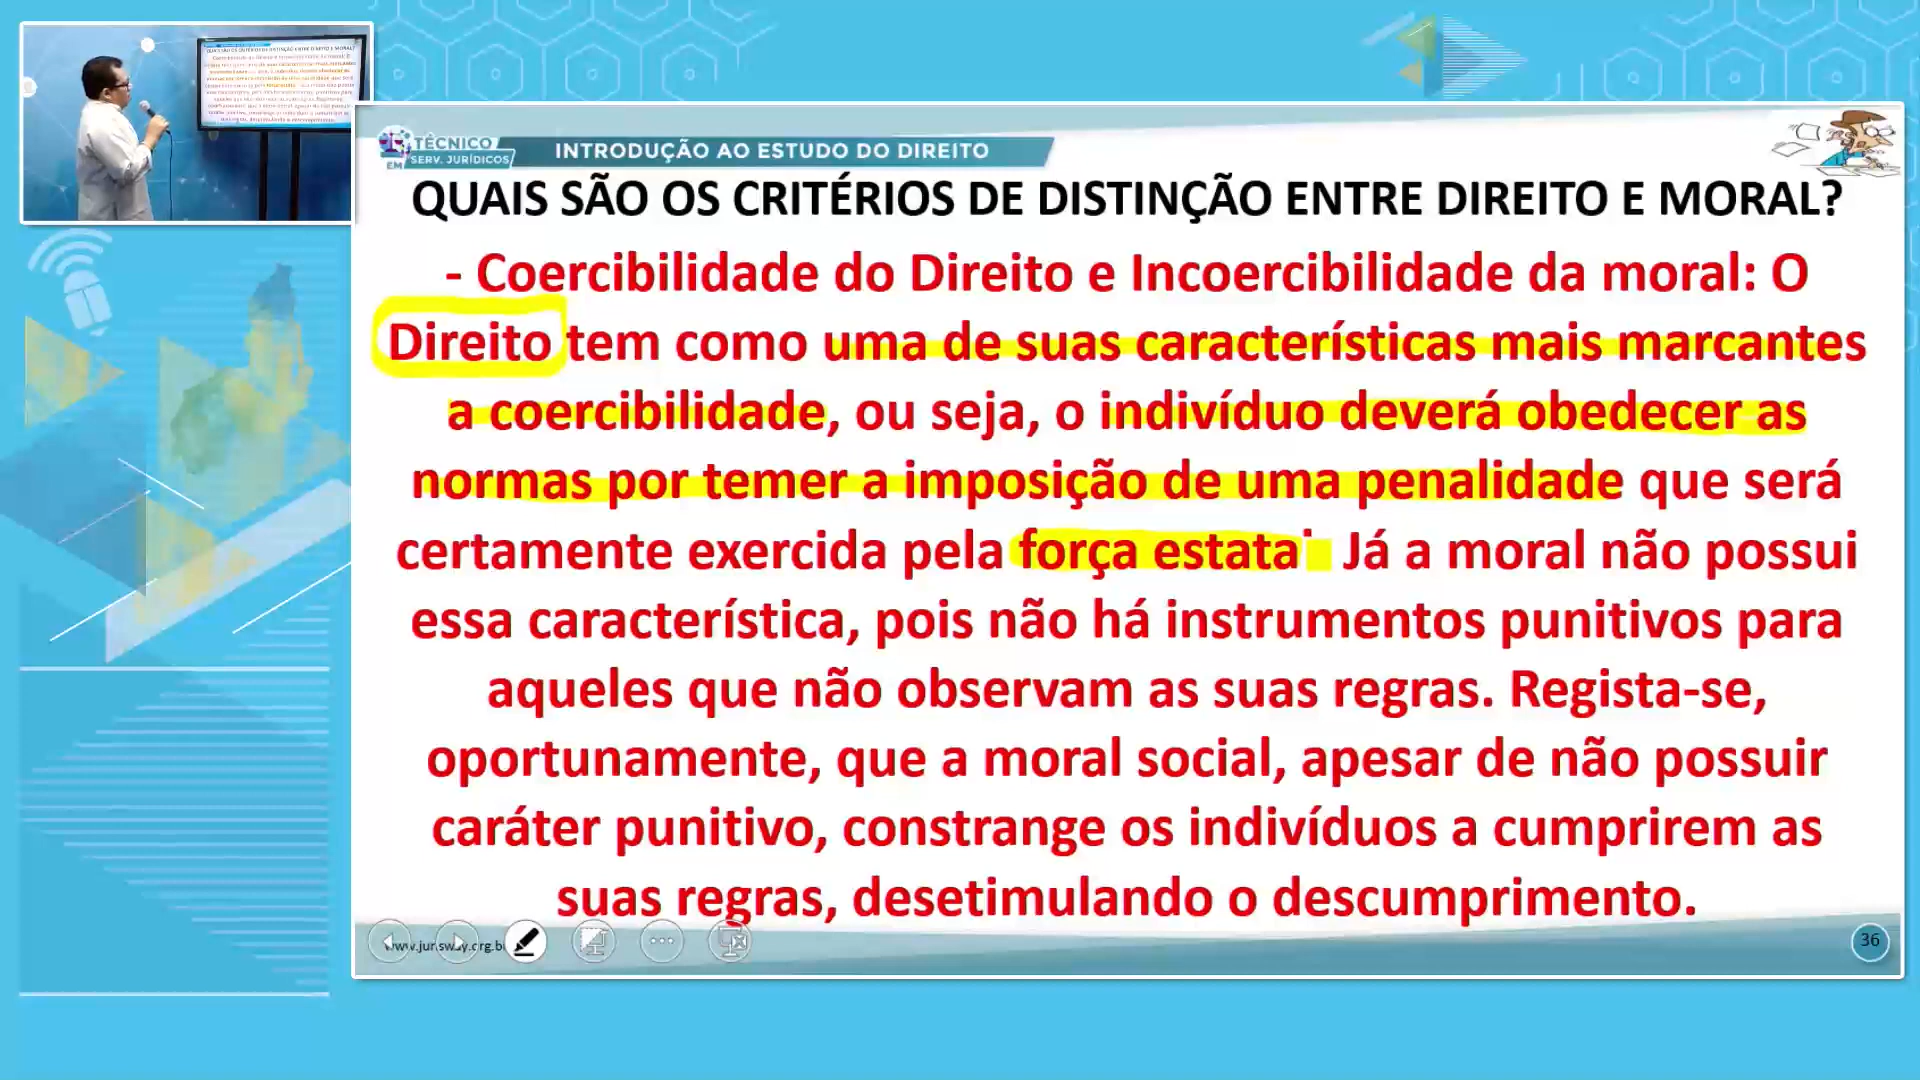 TÉCNICO
EM SERV. JURÍDICOS
INTRODUÇÃO AO ESTUDO DO DIREITO
QUAIS SÃO OS CRITÉRIOS DE DISTINÇÃO ENTRE DIREITO E MORAL?
- Coercibilidade do Direito e Incoercibilidade da moral: O
Direito tem como uma de suas características mais marcantes
a coercibilidade, ou seja, o indivíduo deverá obedecer as
normas por temer a imposição de uma penalidade que será
certamente exercida pela força estata Já a moral não possui
essa característica, pois não há instrumentos punitivos para
aqueles que não observam as suas regras. Regista-se,
oportunamente, que a moral social, apesar de não possuir
caráter punitivo, constrange os indivíduos a cumprirem as
suas regras, desetimulando o descumprimento.
www.jurisway.org.b
36